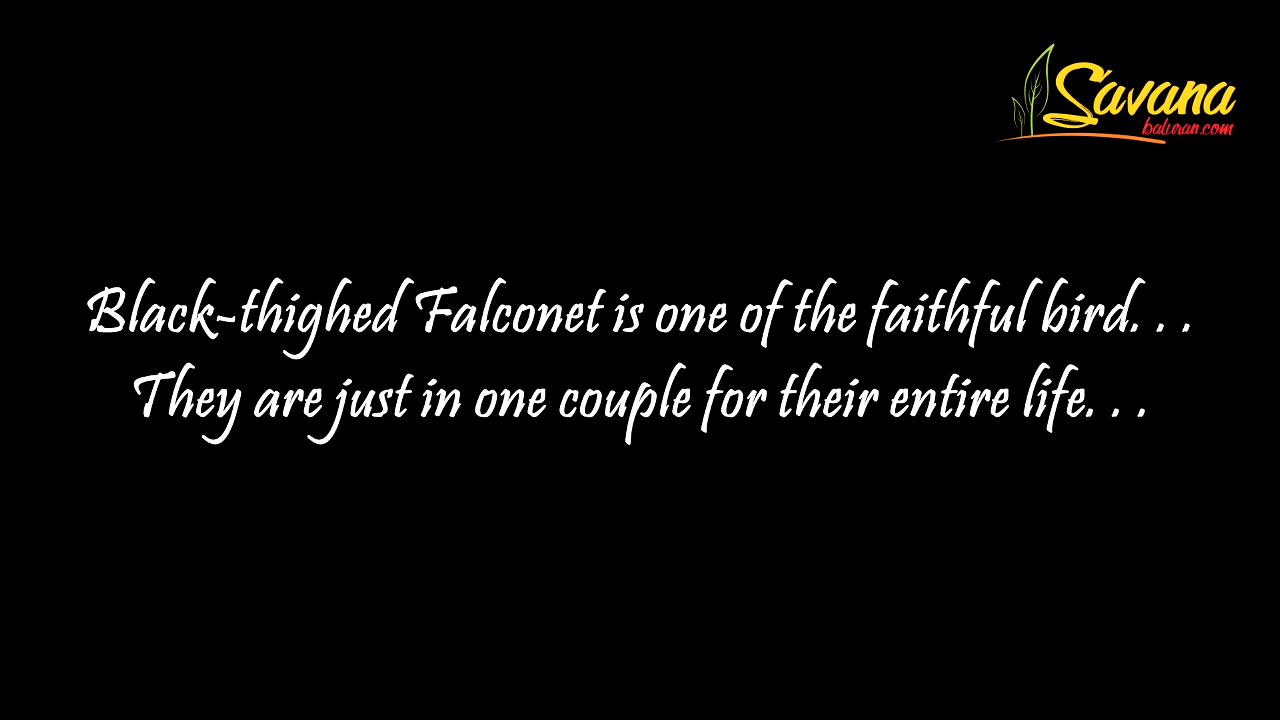 Savana
baluran.com
Black-thighed Falconet is one of the faithful bird. . .
They are just in one couple for their entire life. . .